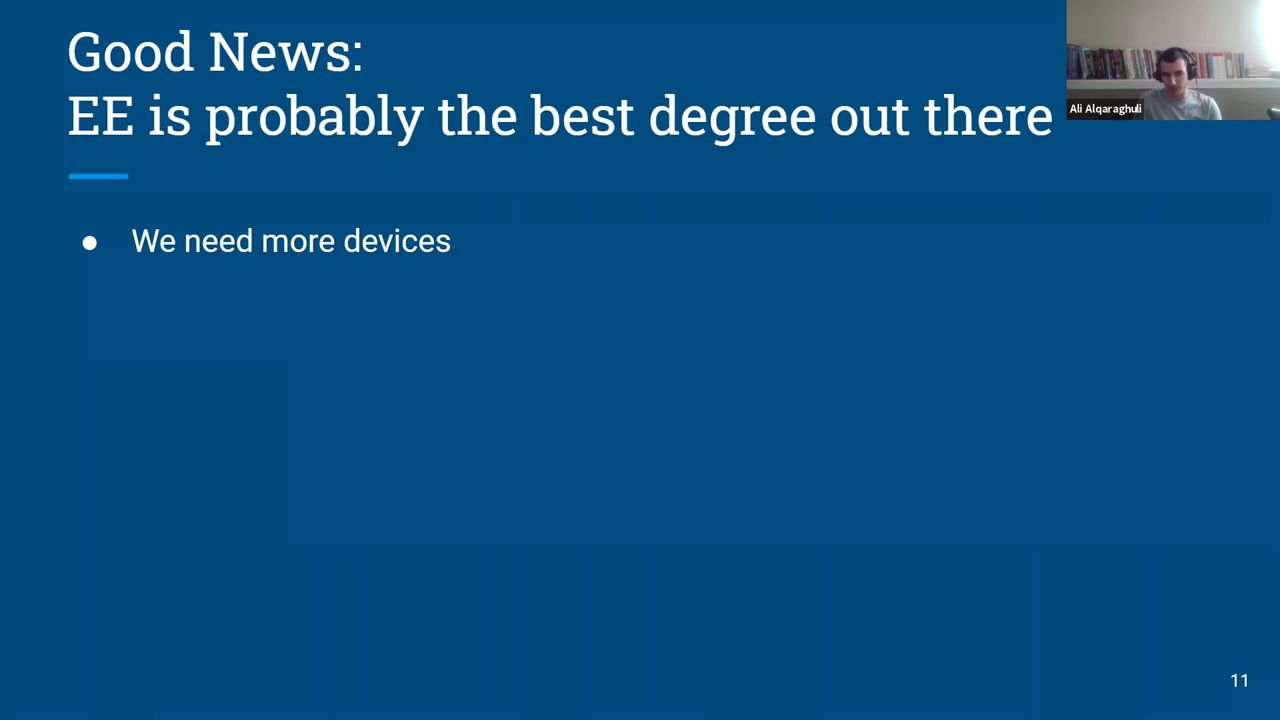 Good News:
EE is probably the best degree out there
Ali Alqaraghuli
● We need more devices
11